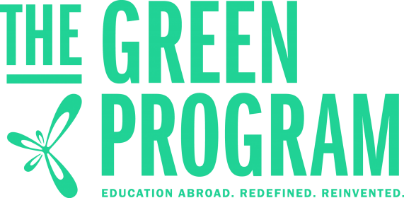 THE GREEN
PROGRAM
EDUCATION ABROAD. REDEFINED. REINVENTED.